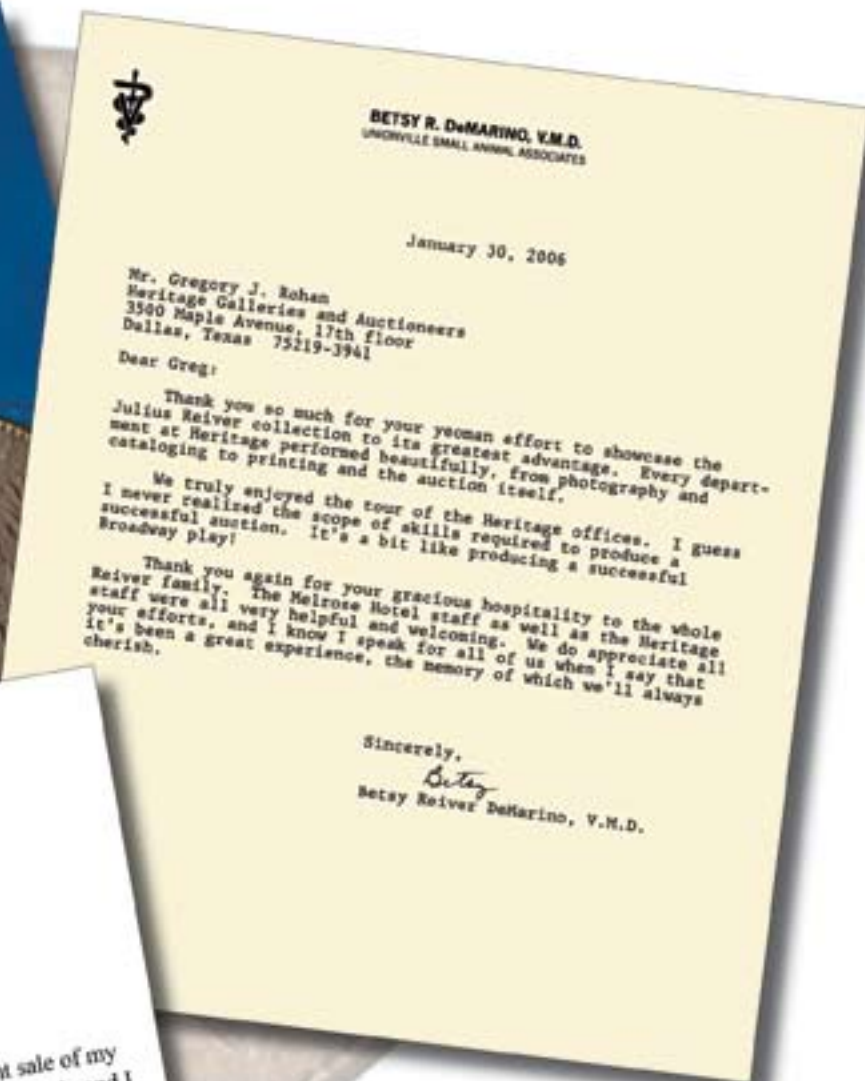 BETSY R. DeMARINO, V.M.D.
UNIONVILLE SMALL ANIMAL ASSOCIATES
January 30, 2006
Mr. Gregory J. Rohan
Heritage Galleries and Auctioneers
3500 Maple Avenue, 17th floor
Dallas, Texas 75219-3941
Dear Greg:
Thank you so much for your yeoman effort to showcase the
Julius Reiver collection to its greatest advantage. Every depart-
ment at Heritage performed beautifully, from photography and
cataloging to printing and the auction itself.
We truly enjoyed the tour of the Heritage offices. I guess
I never realized the scope of skills required to produce a
successful auction. It's a bit like producing a successful
Broadway play!
Thank you again for your gracious hospitality to the whole
Reiver family. The Melrose Hotel staff as well as the Heritage
staff were all very helpful and welcoming. We do appreciate all
your efforts, and I know I speak for all of us when I say that
it's been a great experience, the memory of which we'll always
cherish.
Sincerely,
Betsy
Betsy Reiver DeMarino, V.M.D.
sale of my
and I